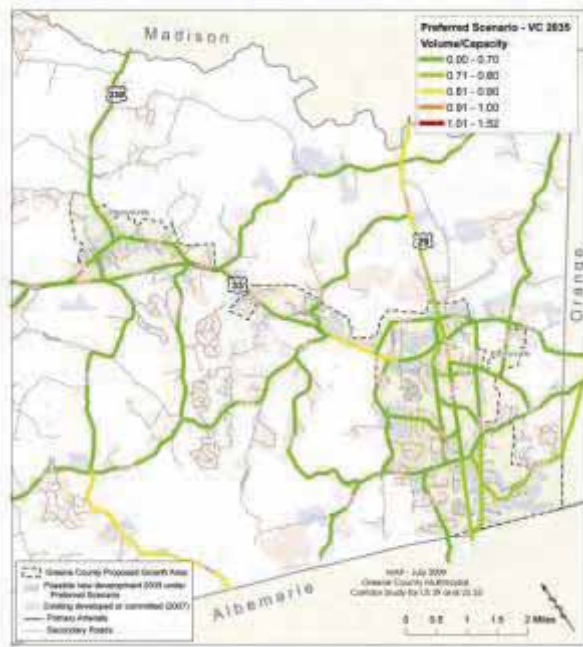 Madison
Preferred Scenario - VC 2035
Volume/Capacity
0.00 - 0.70
0.71 - 0.80
0.81 - 0.90
0.91 - 1.00
1.01 - 1.52
230
29
33
Orange
Greene County Proposed Growth Area
Possible new development 2035 under
Preferred Scenario
Existing developed or committed (2007)
Primary Arterials
Secondary Roads
Albemarle
MAP - July 2009
Greene County Multimodal
Corridor Study for US 29 and US 33
0 0.5 1 2 Miles